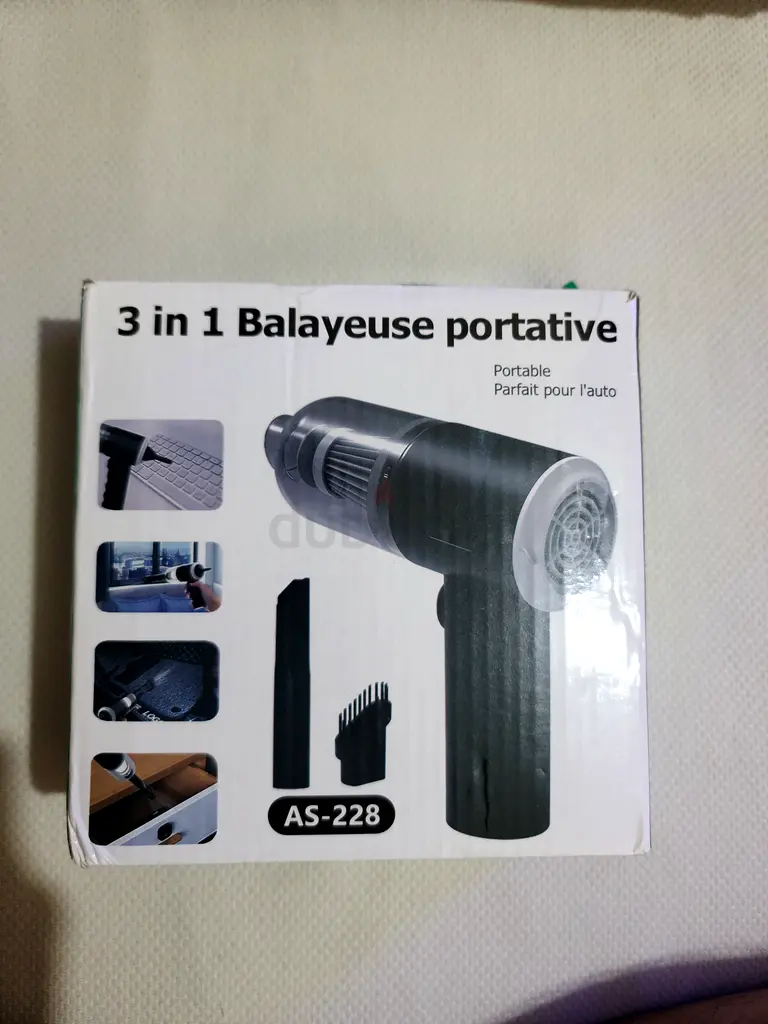 3 in 1 Balayeuse portative
Portable
Parfait pour l'auto
AS-228